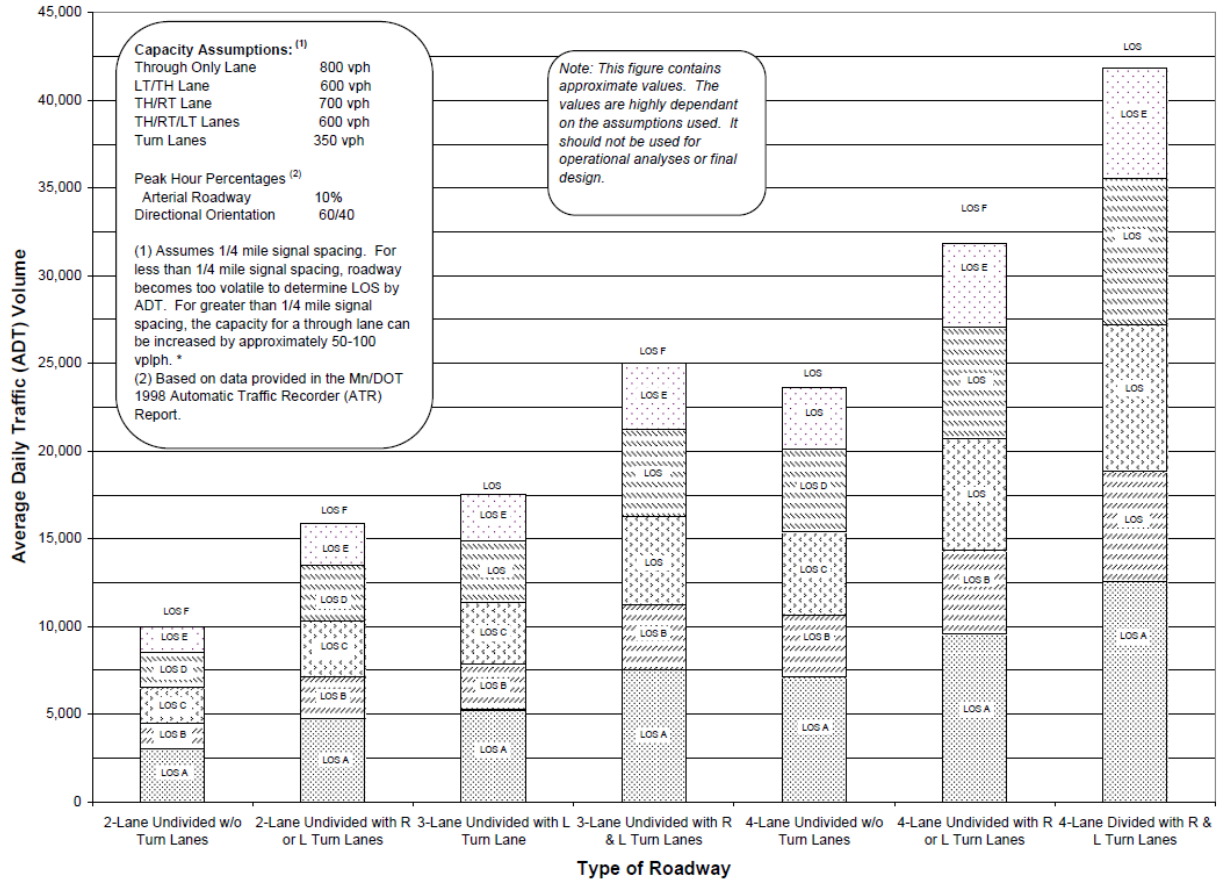 45,000
40,000
35,000
30,000
25,000
20,000
15,000
10,000
5,000
0
Average Daily Traffic (ADT) Volume
Capacity Assumptions: (1)
Through Only Lane 800 vph
LT/TH Lane 600 vph
TH/RT Lane 700 vph
TH/RT/LT Lanes 600 vph
Turn Lanes 350 vph
Peak Hour Percentages (2)
Arterial Roadway 10%
Directional Orientation 60/40
(1) Assumes 1/4 mile signal spacing. For
less than 1/4 mile signal spacing, roadway
becomes too volatile to determine LOS by
ADT. For greater than 1/4 mile signal
spacing, the capacity for a through lane can
be increased by approximately 50-100
vplph. *
(2) Based on data provided in the Mn/DOT
1998 Automatic Traffic Recorder (ATR)
Report.
Note: This figure contains
approximate values. The
values are highly dependant
on the assumptions used. It
should not be used for
operational analyses or final
design.
LOS F
LOS E
LOS D
LOS C
LOS B
LOS A
LOS F
LOS E
LOS D
LOS C
LOS B
LOS A
LOS
LOS E
LOS
LOS C
LOS B
LOS A
LOS F
LOS E
LOS
LOS
LOS B
LOS A
LOS
LOS
LOS D
LOS C
LOS B
LOS A
LOS F
LOS E
LOS
LOS
LOS B
LOS A
LOS
LOS E
LOS
LOS
LOS
LOS A
2-Lane Undivided w/o
Turn Lanes
2-Lane Undivided with R
or L Turn Lanes
3-Lane Undivided with L
Turn Lane
3-Lane Undivided with R
& L Turn Lanes
4-Lane Undivided w/o
Turn Lanes
4-Lane Undivided with R
or L Turn Lanes
4-Lane Divided with R &
L Turn Lanes
Type of Roadway